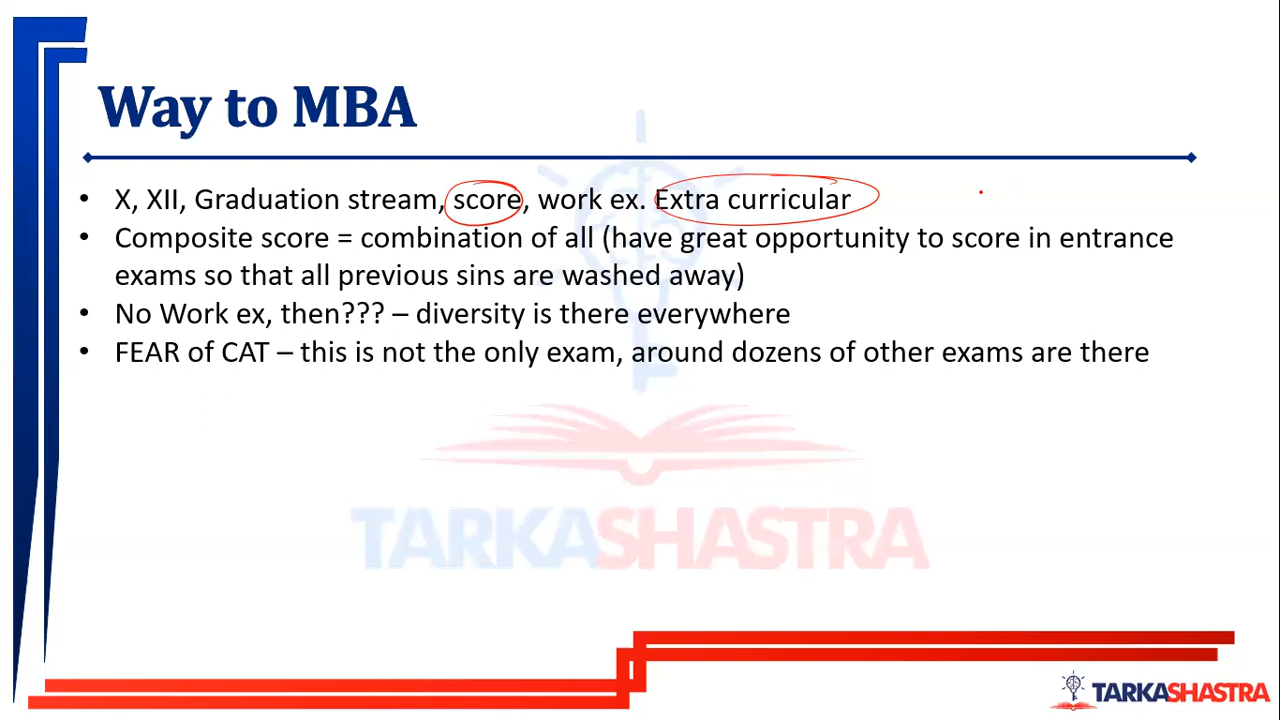 Way to MBA
• X, XII, Graduation stream, score, work ex. Extra curricular
• Composite score = combination of all (have great opportunity to score in entrance
exams so that all previous sins are washed away)
• No Work ex, then??? – diversity is there everywhere
• FEAR of CAT – this is not the only exam, around dozens of other exams are there
TARKASHASTRA
TARKASHASTRA